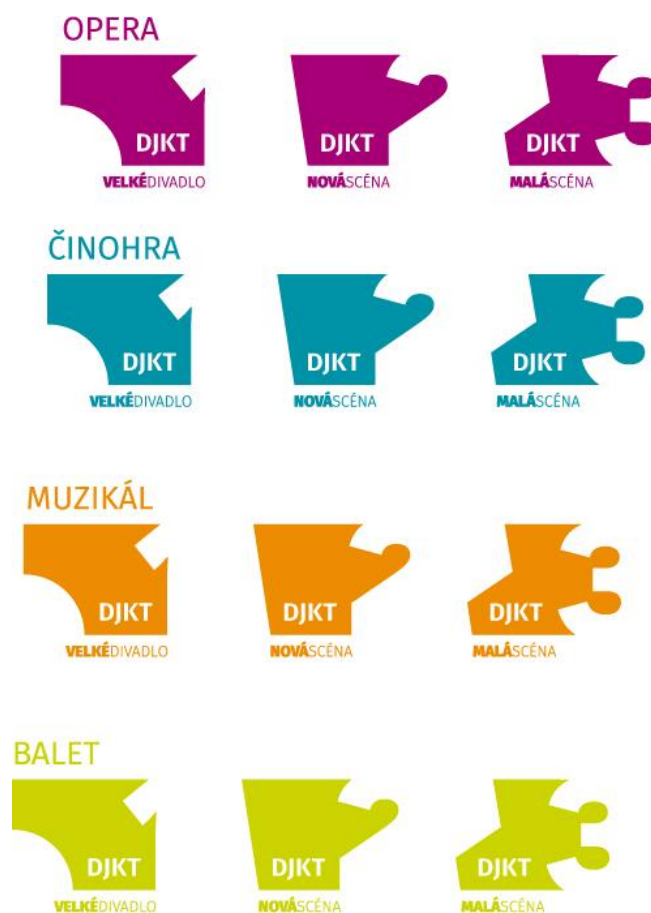 OPERA
DJKT DJKT DJKT
VELKÉDIVADLO NOVÁSCÉNA MALÁSCÉNA
ČINOHRA
DJKT DJKT DJKT
VELKÉDIVADLO NOVÁSCÉNA MALÁSCÉNA
MUZIKÁL
DJKT DJKT DJKT
VELKÉDIVADLO NOVÁSCÉNA MALÁSCÉNA
BALET
DJKT DJKT DJKT
VELKÉDIVADLO NOVÁSCÉNA MALÁSCÉNA